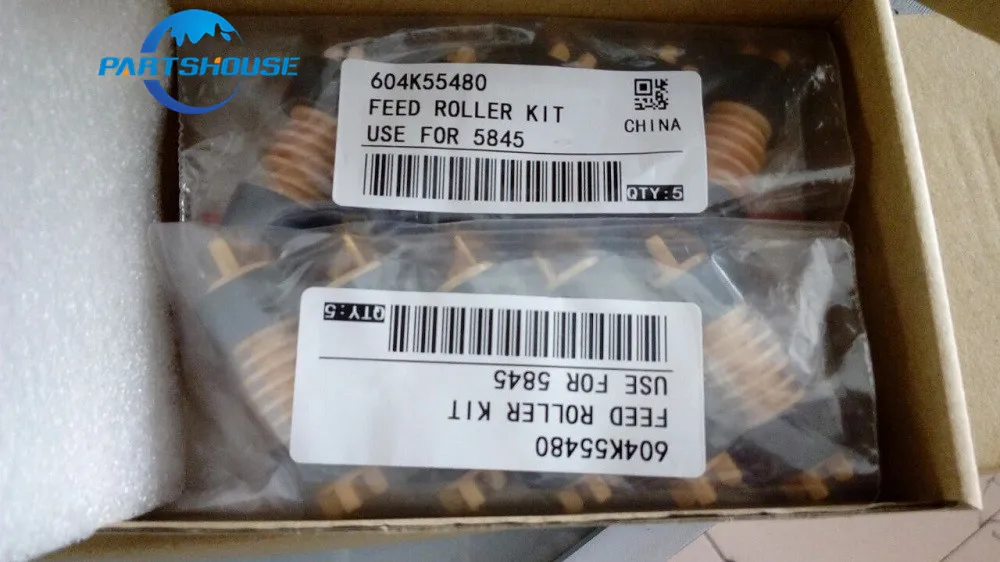 PARTSHOUSE
604K55480
FEED ROLLER KIT
USE FOR 5845
CHINA
QTY:5
604K55480
FEED ROLLER KIT
USE FOR 5845
QTY:5